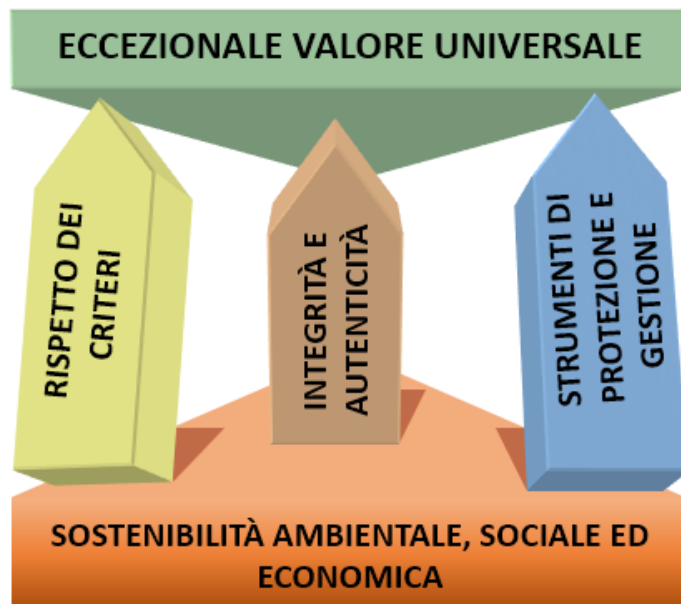 ECCEZIONALE VALORE UNIVERSALE
RISPETTO DEI
CRITERI
INTEGRITÀ E
AUTENTICITÀ
STRUMENTI DI
PROTEZIONE E
GESTIONE
SOSTENIBILITÀ AMBIENTALE, SOCIALE ED
ECONOMICA